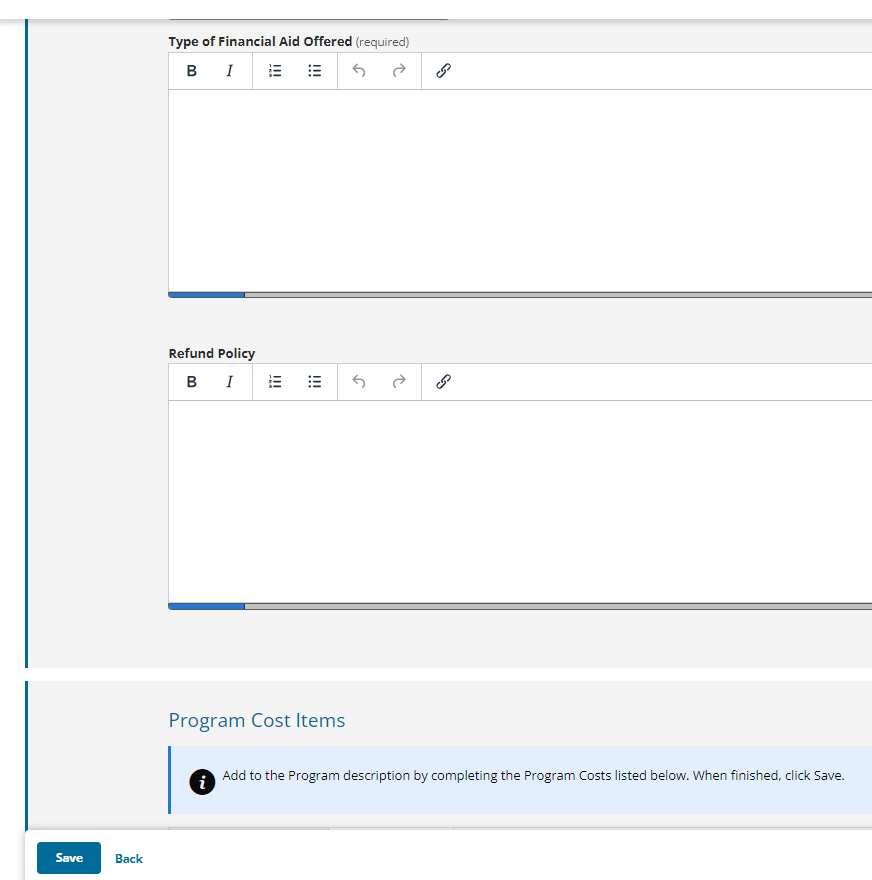 Type of Financial Aid Offered (required)
B I
Refund Policy
B I
Program Cost Items
i Add to the Program description by completing the Program Costs listed below. When finished, click Save.
Save Back